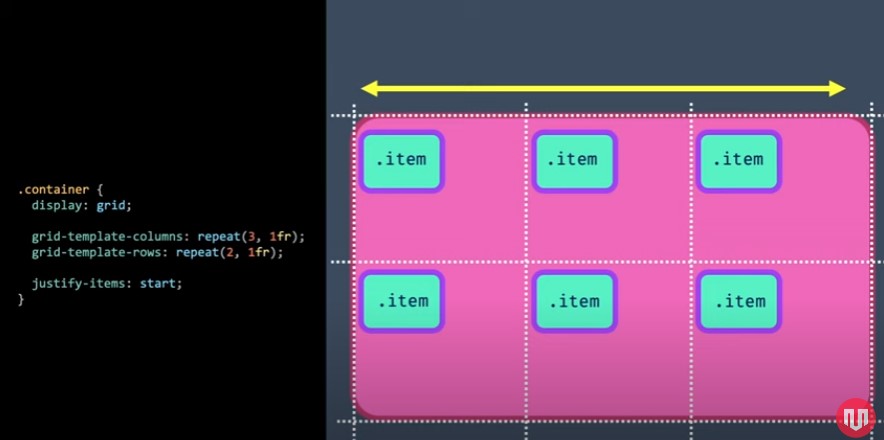 .container {
display: grid;
grid-template-columns: repeat(3, 1fr);
grid-template-rows: repeat(2, 1fr);
justify-items: start;
}
.item .item .item
.item .item .item